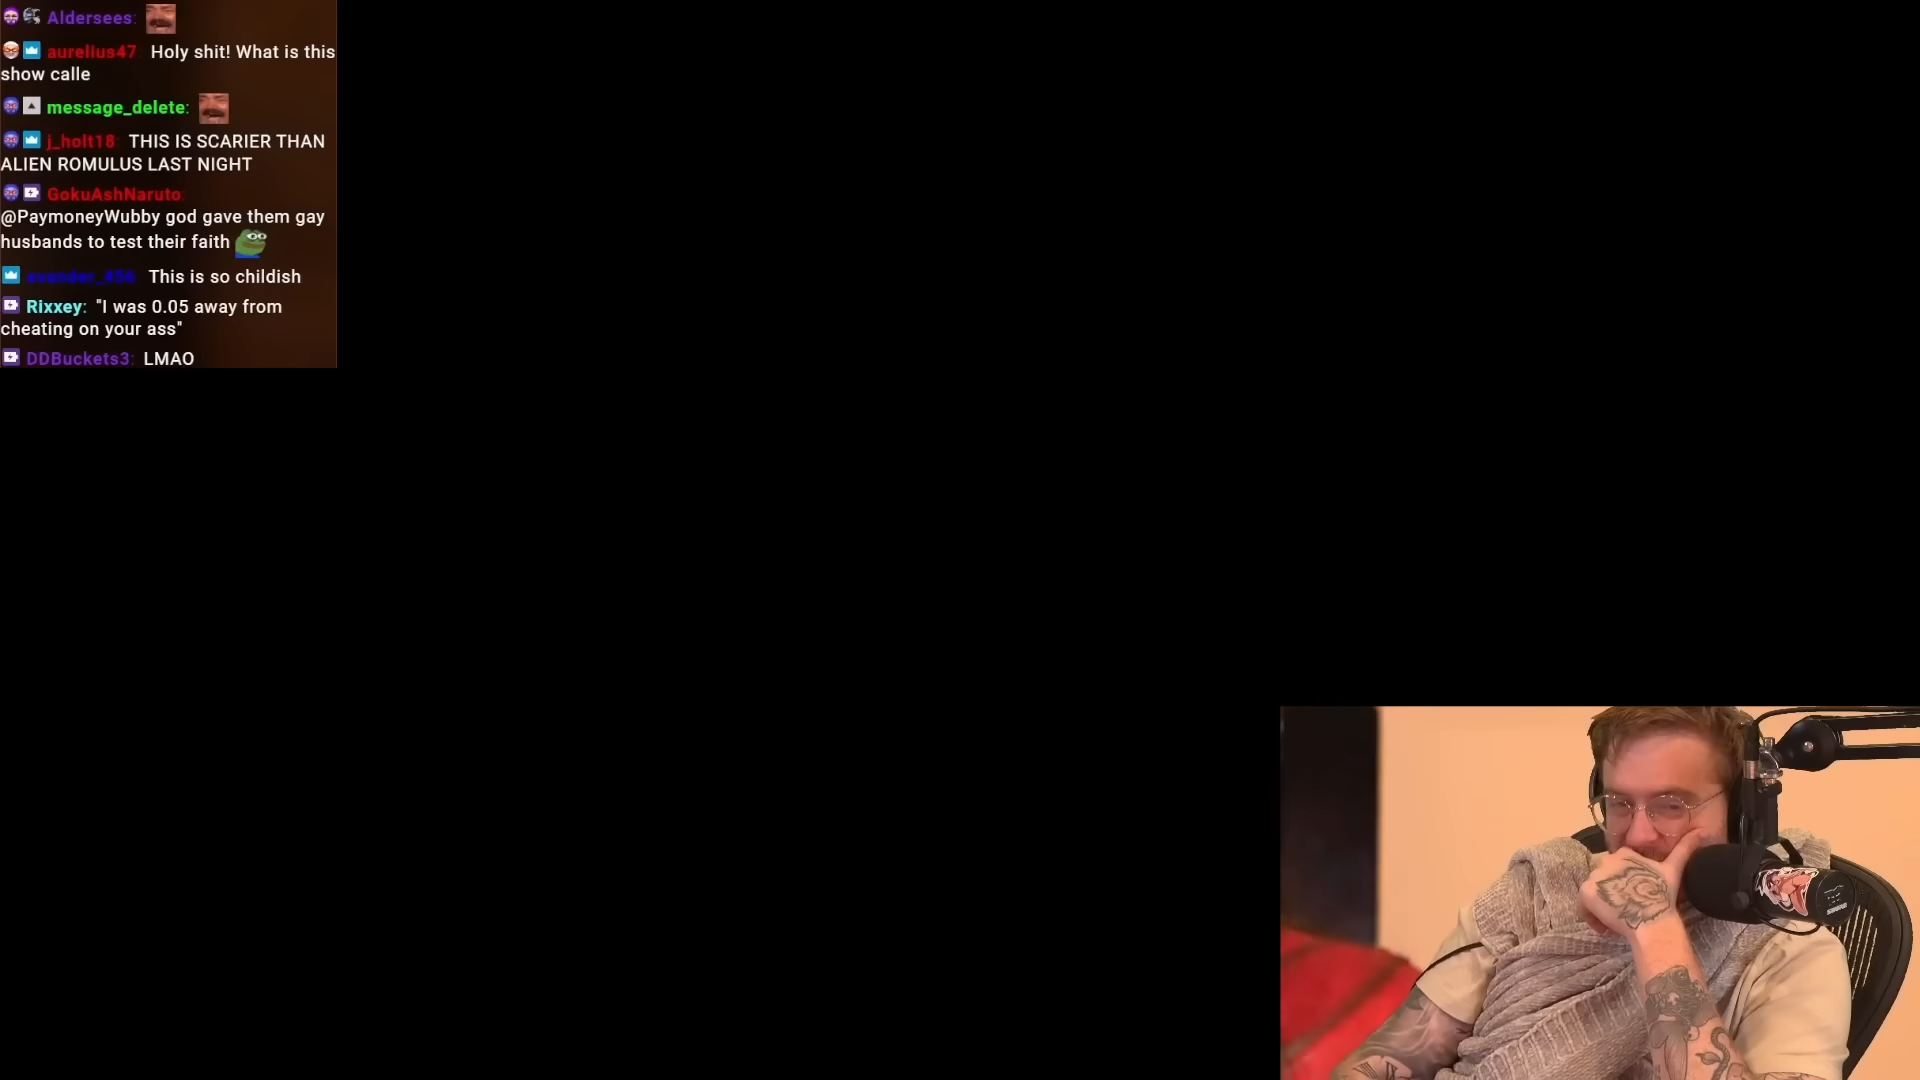 Aldersees:
aurelius47 Holy shit! What is this
show calle
message_delete:
j_holt18 THIS IS SCARIER THAN
ALIEN ROMULUS LAST NIGHT
GokuAshNaruto
@PaymoneyWubby god gave them gay
husbands to test their faith
evander_456 This is so childish
Rixxey: "I was 0.05 away from
cheating on your ass"
DDBuckets3: LMAO